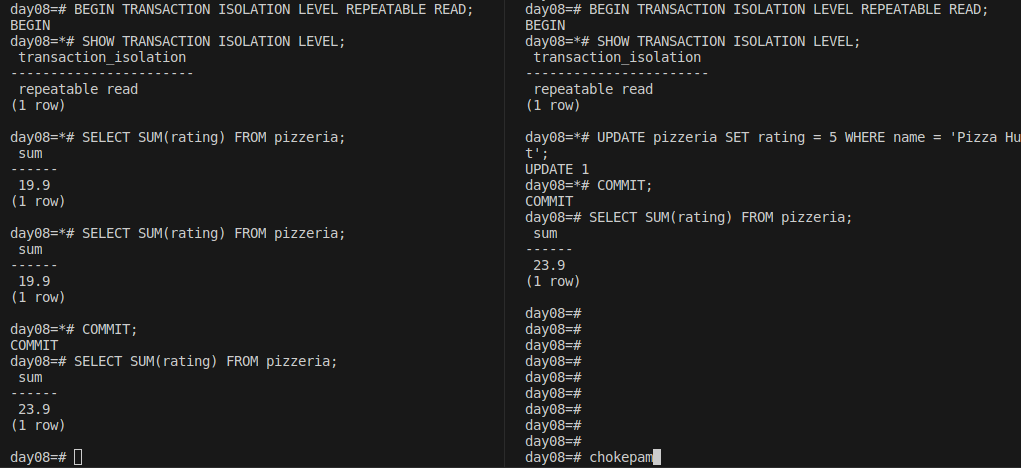 day08=# BEGIN TRANSACTION ISOLATION LEVEL REPEATABLE READ;
BEGIN
day08=*# SHOW TRANSACTION ISOLATION LEVEL;
 transaction_isolation
-----------------------
 repeatable read
(1 row)

day08=*# SELECT SUM(rating) FROM pizzeria;
 sum
------
 19.9
(1 row)

day08=*# SELECT SUM(rating) FROM pizzeria;
 sum
------
 19.9
(1 row)

day08=*# COMMIT;
COMMIT
day08=# SELECT SUM(rating) FROM pizzeria;
 sum
------
 23.9
(1 row)

day08=#
day08=# BEGIN TRANSACTION ISOLATION LEVEL REPEATABLE READ;
BEGIN
day08=*# SHOW TRANSACTION ISOLATION LEVEL;
 transaction_isolation
-----------------------
 repeatable read
(1 row)

day08=*# UPDATE pizzeria SET rating = 5 WHERE name = 'Pizza Hu
t';
UPDATE 1
day08=*# COMMIT;
COMMIT
day08=# SELECT SUM(rating) FROM pizzeria;
 sum
------
 23.9
(1 row)

day08=#
day08=#
day08=#
day08=#
day08=#
day08=#
day08=#
day08=#
day08=#
day08=# chokepam